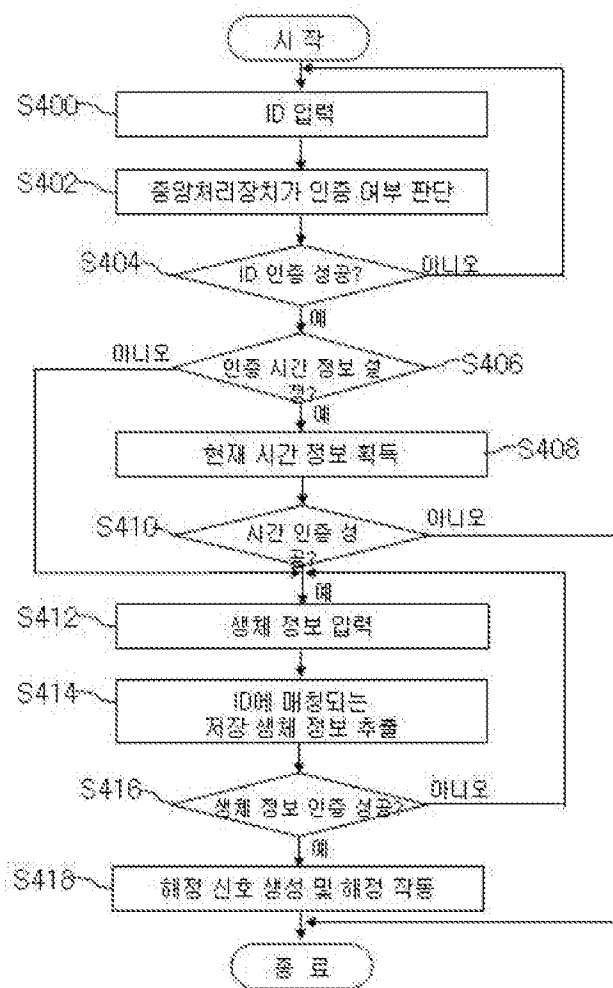 시 작
S400
ID 입력
S402
중앙처리장치가 인증 여부 판단
S404
ID 인증 성공?
아니오
예
아니오
인증 시간 정보 설
정?
S406
예
현재 시간 정보 획득
S408
S410
시간 인증 성
공?
아니오
예
S412
생체 정보 입력
S414
ID에 매칭되는
저장 생체 정보 추출
S416
생체 정보 인증 성공?
아니오
예
S418
해정 신호 생성 및 해정 작동
종 료